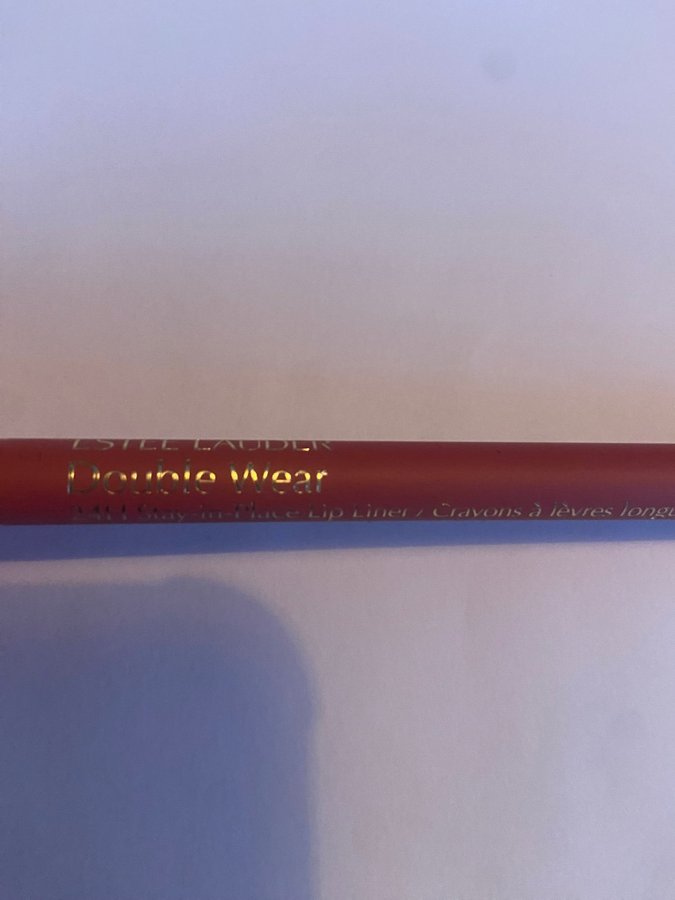 ESTEE LAUDER
Double Wear
24H Stay-in-Place Lip Liner / Crayons à lèvres